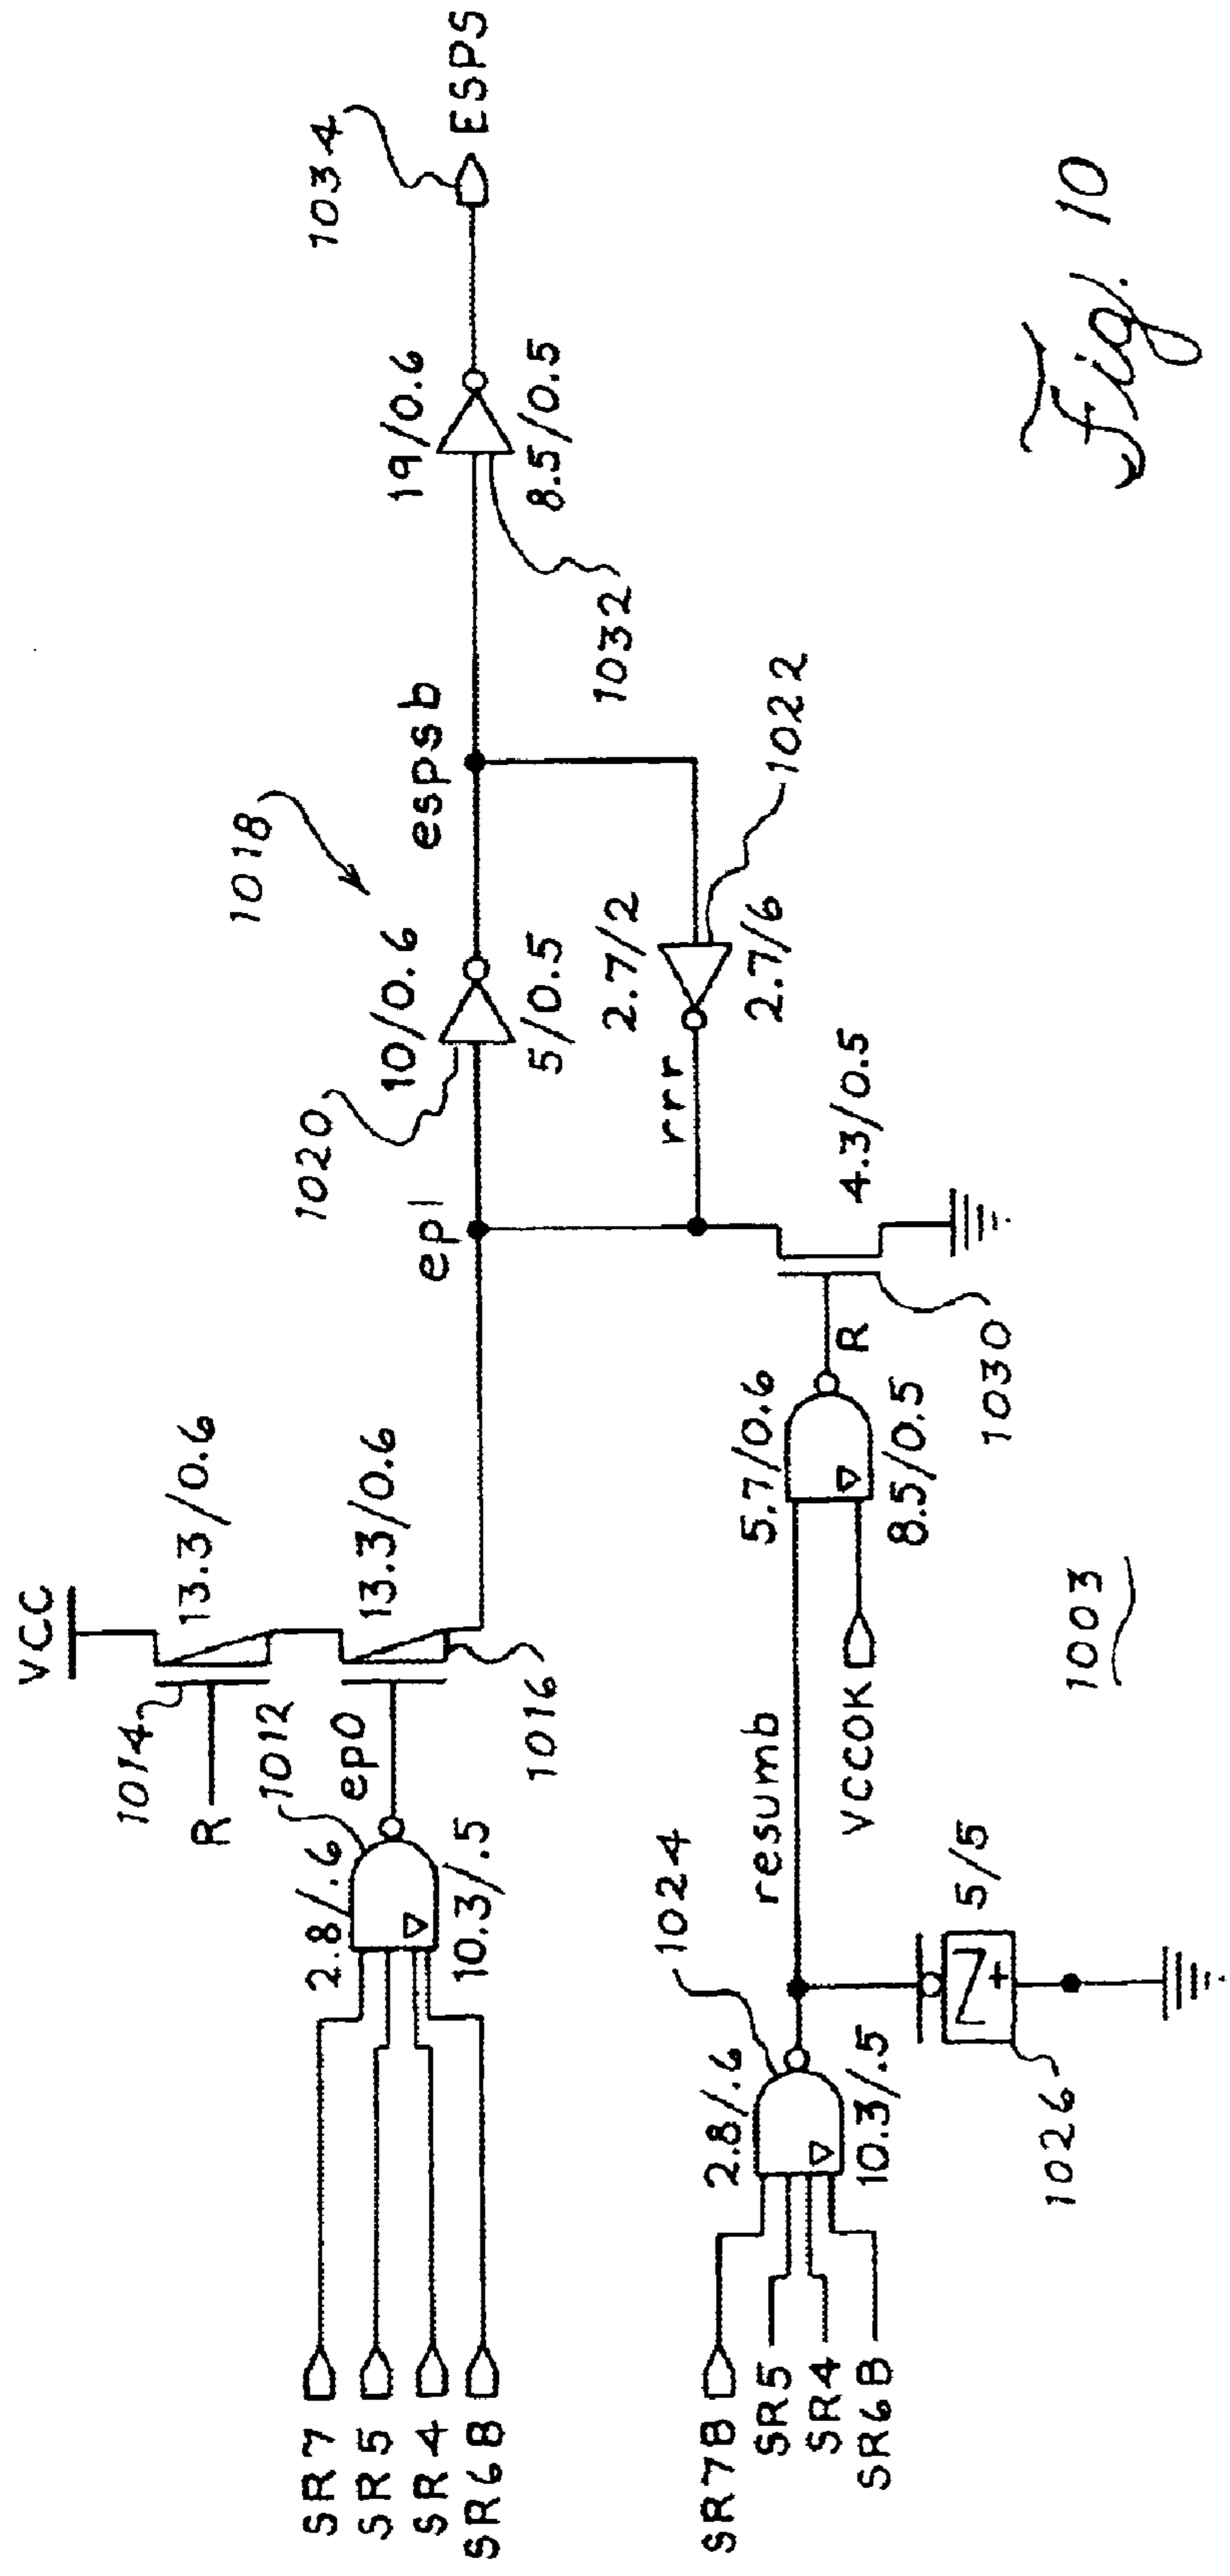 VCC
1014
13.3/0.6
R
1012
ep0
13.3/0.6
1016
SR7
SR5
SR4
SR6B
2.8/.6
10.3/.5
ep1
1020
10/0.6
5/0.5
1018
espsb
19/0.6
8.5/0.5
1032
1034
ESPS
rrr
2.7/2
2.7/6
1022
SR7B
SR5
SR4
SR6B
2.8/.6
10.3/.5
1024
resumb
5/5
Z+
1026
VCCOK
5.7/0.6
8.5/0.5
R
4.3/0.5
1030
1003
Fig. 10